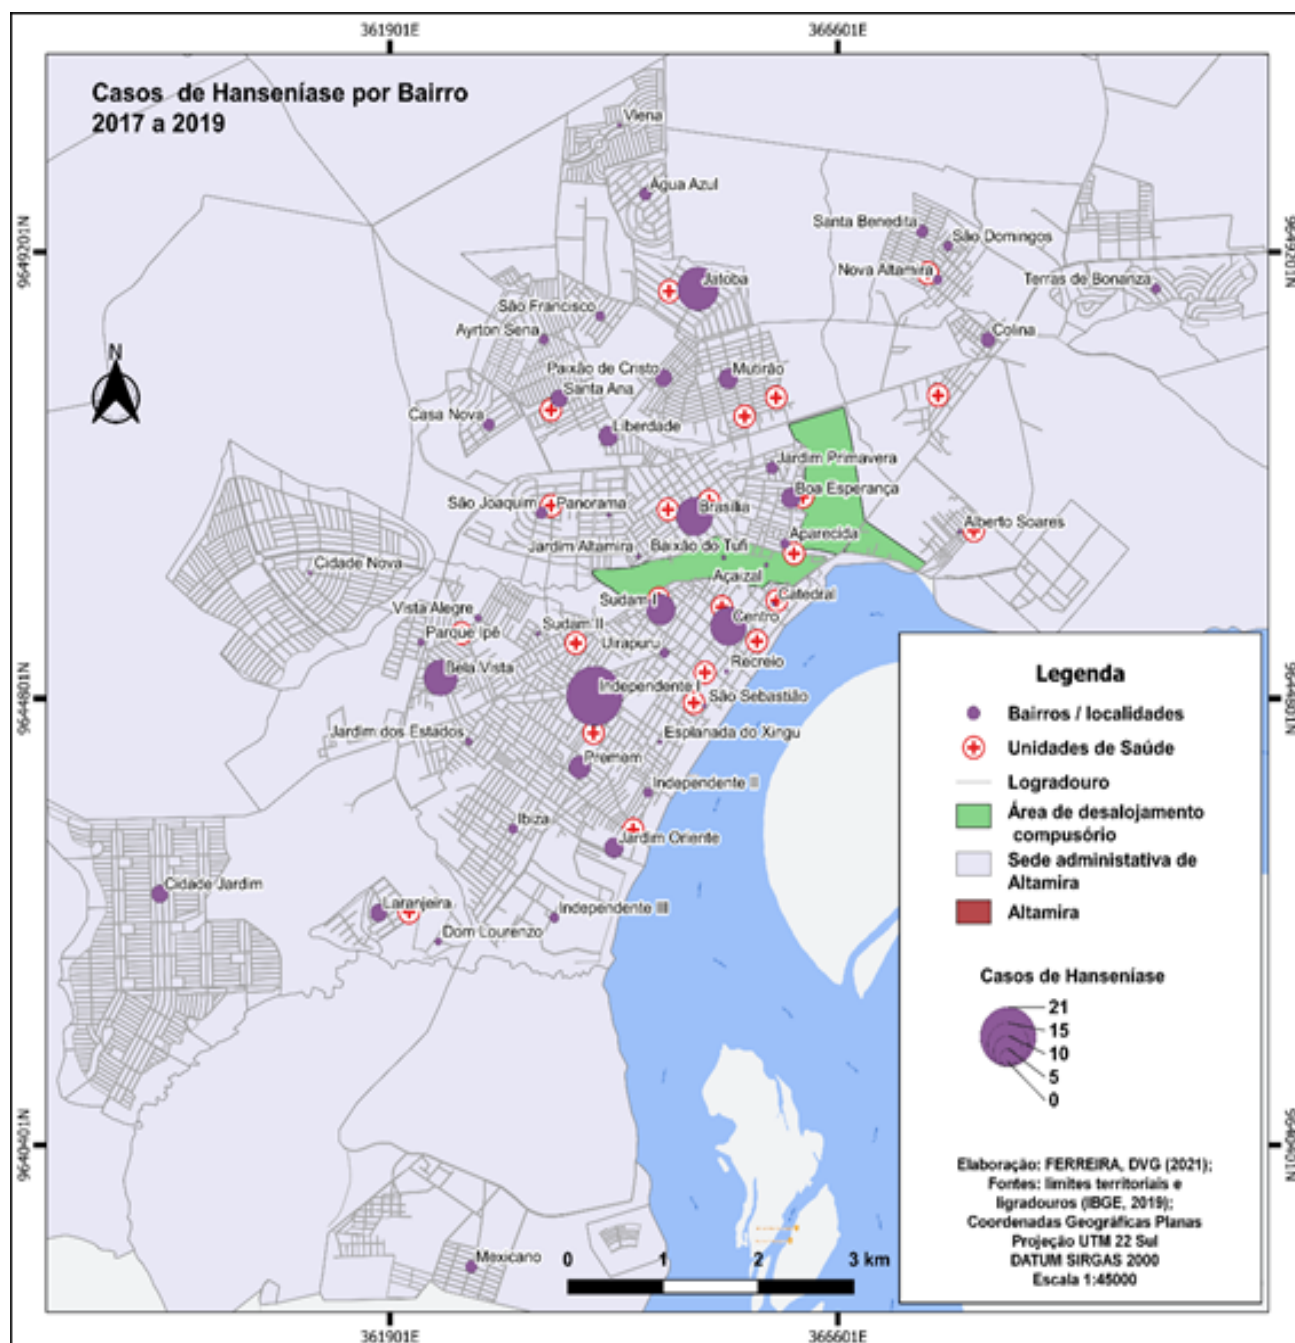 361901E
366601E
Casos de Hanseníase por Bairro
2017 a 2019
Viena
Água Azul
Santa Benedita
São Domingos
9649201N
9649201N
Nova Altamira
Terras de Bonanza
Jatobá
São Francisco
Ayrton Sena
Colina
N
Paixão de Cristo
Mutirão
Santa Ana
Casa Nova
Liberdade
Jardim Primavera
Boa Esperança
São Joaquim
Panorama
Brasília
Alberto Soares
Aparecida
Jardim Altamira
Baixão do Tufi
Cidade Nova
Açaizal
Sudam I
Catedral
Vista Alegre
Sudam II
Centro
Parque Ipê
Uirapuru
Bela Vista
Recreio
Independente I
São Sebastião
9644801N
9644801N
Jardim dos Estados
Esplanada do Xingu
Premem
Independente II
Ibiza
Jardim Oriente
Cidade Jardim
Laranjeira
Independente III
Dom Lourenzo
Mexicano
9640401N
9640401N
Legenda
Bairros / localidades
Unidades de Saúde
Logradouro
Área de desalojamento
compusório
Sede administativa de
Altamira
Altamira
Casos de Hanseníase
21
15
10
5
0
Elaboração: FERREIRA, DVG (2021);
Fontes: limites territoriais e
ligradouros (IBGE, 2019);
Coordenadas Geográficas Planas
Projeção UTM 22 Sul
DATUM SIRGAS 2000
Escala 1:45000
0 1 2 3 km
361901E
366601E